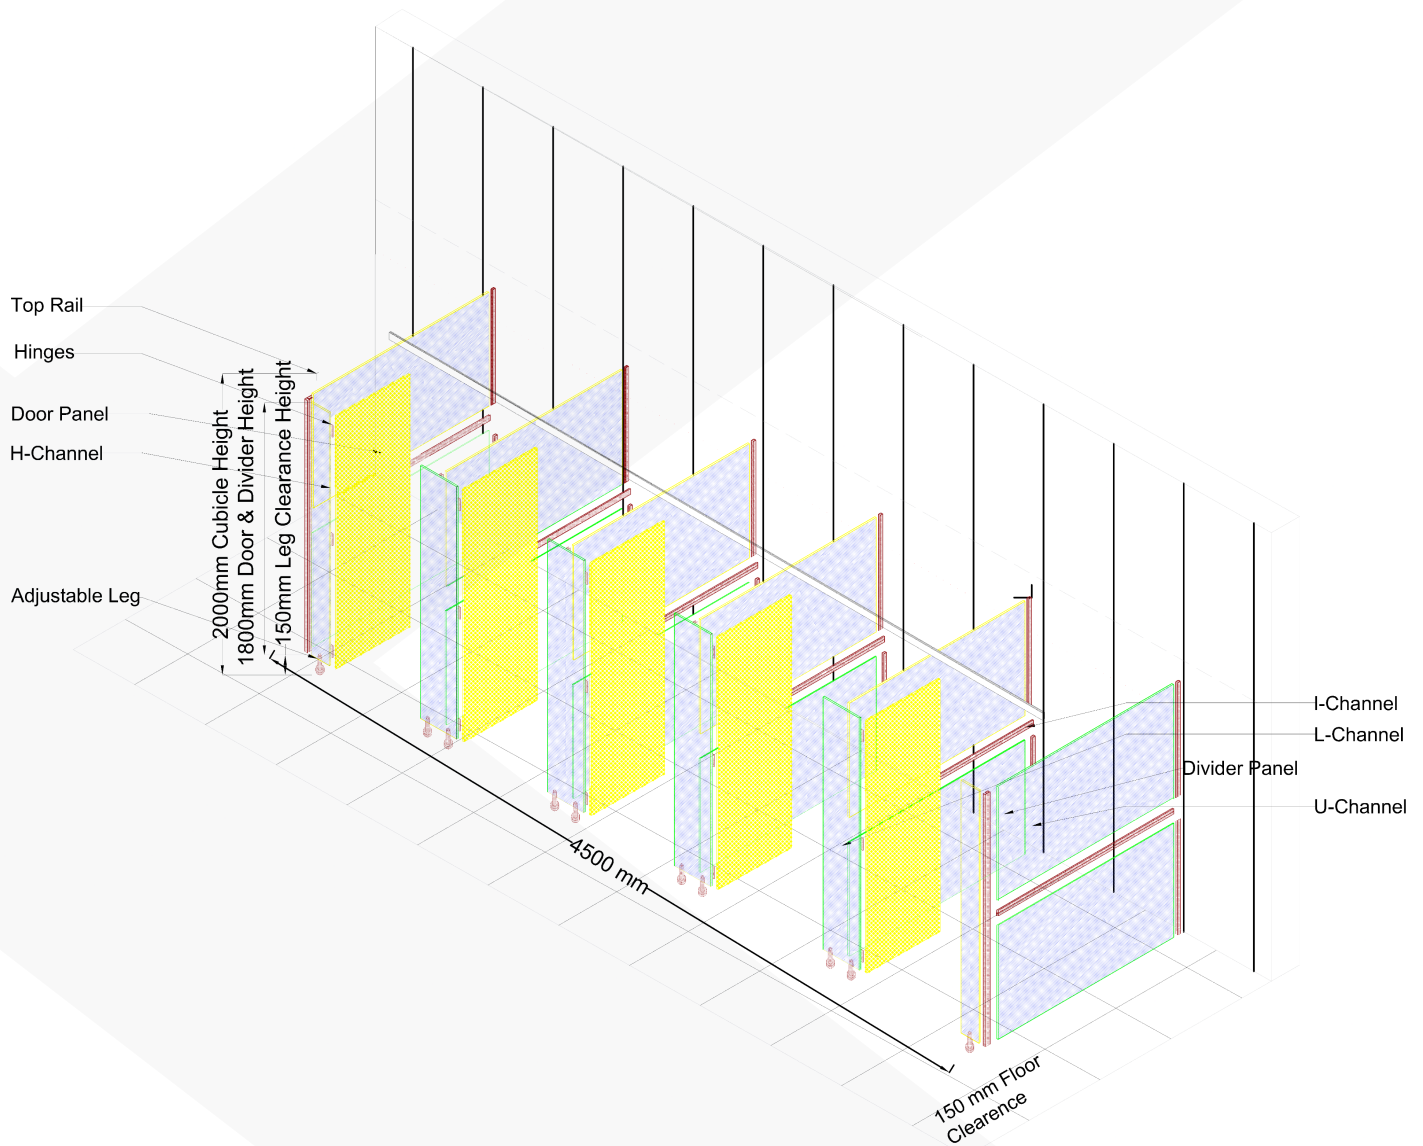 Top Rail
Hinges
Door Panel
H-Channel
Adjustable Leg
2000mm Cubicle Height
1800mm Door & Divider Height
150mm Leg Clearance Height
4500 mm
I-Channel
L-Channel
Divider Panel
U-Channel
150 mm Floor
Clearence